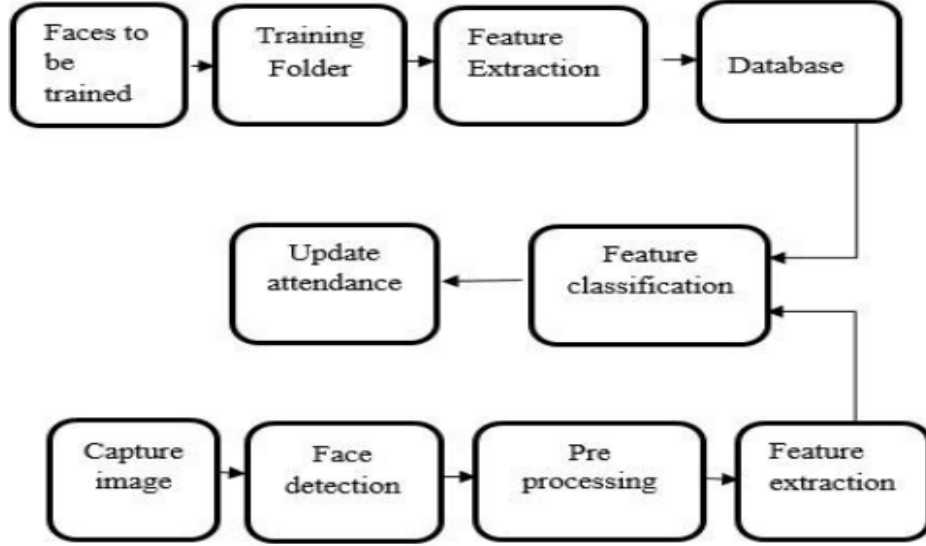 Faces to
be
trained
Training
Folder
Feature
Extraction
Database
Update
attendance
Feature
classification
Capture
image
Face
detection
Pre
processing
Feature
extraction